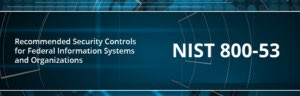 Recommended Security Controls
for Federal Information Systems
and Organizations
NIST 800-53